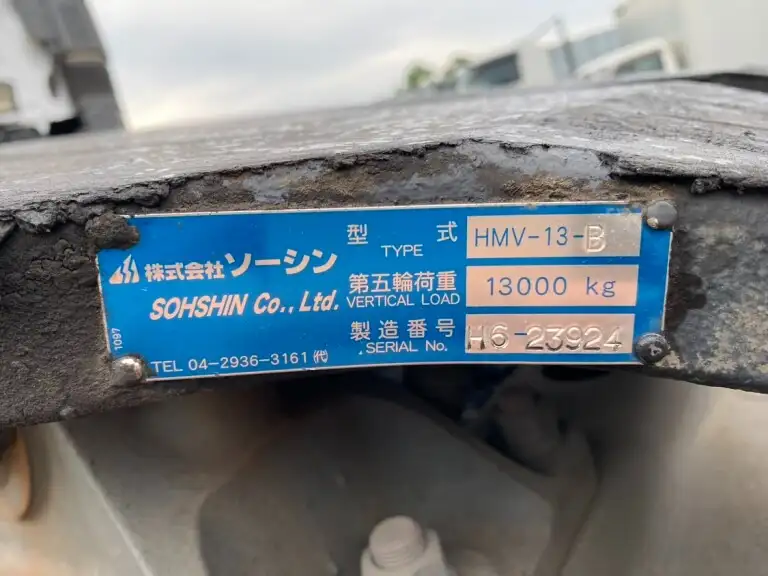 株式会社 ソーシン
SOHSHIN Co., Ltd.
型 式 HMV-13-B
TYPE
第五輪荷重 13000 kg
VERTICAL LOAD
製造番号 H6-23924
SERIAL No.
1097
TEL 04-2936-3161 ㈹